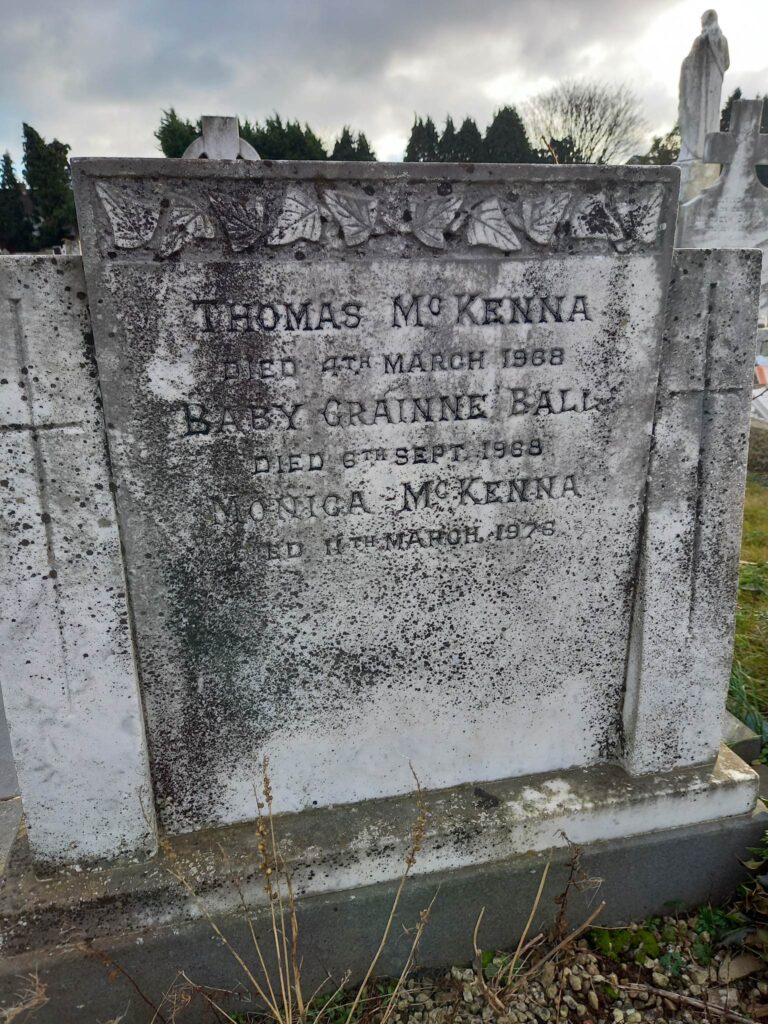 THOMAS McKENNA
DIED 4TH MARCH 1968
BABY GRAINNE BALL
DIED 6TH SEPT. 1968
MONICA McKENNA
DIED 11TH MARCH 1976